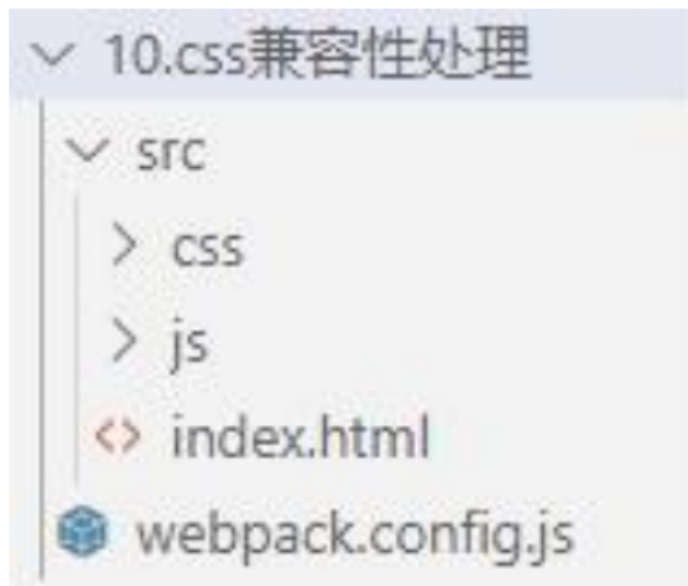 10.css兼容性处理
src
css
js
index.html
webpack.config.js